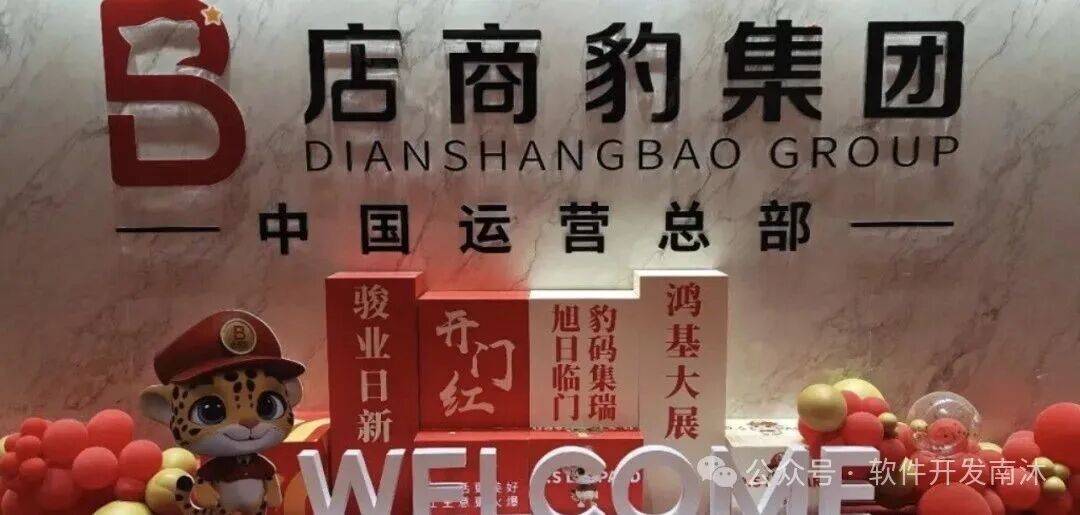 店商豹集团
DIANSHANGBAO GROUP
中国运营总部
骏业日新
开门红
豹码集瑞
旭日临门
鸿基大展
WELCOME
公众号·软件开发南沐